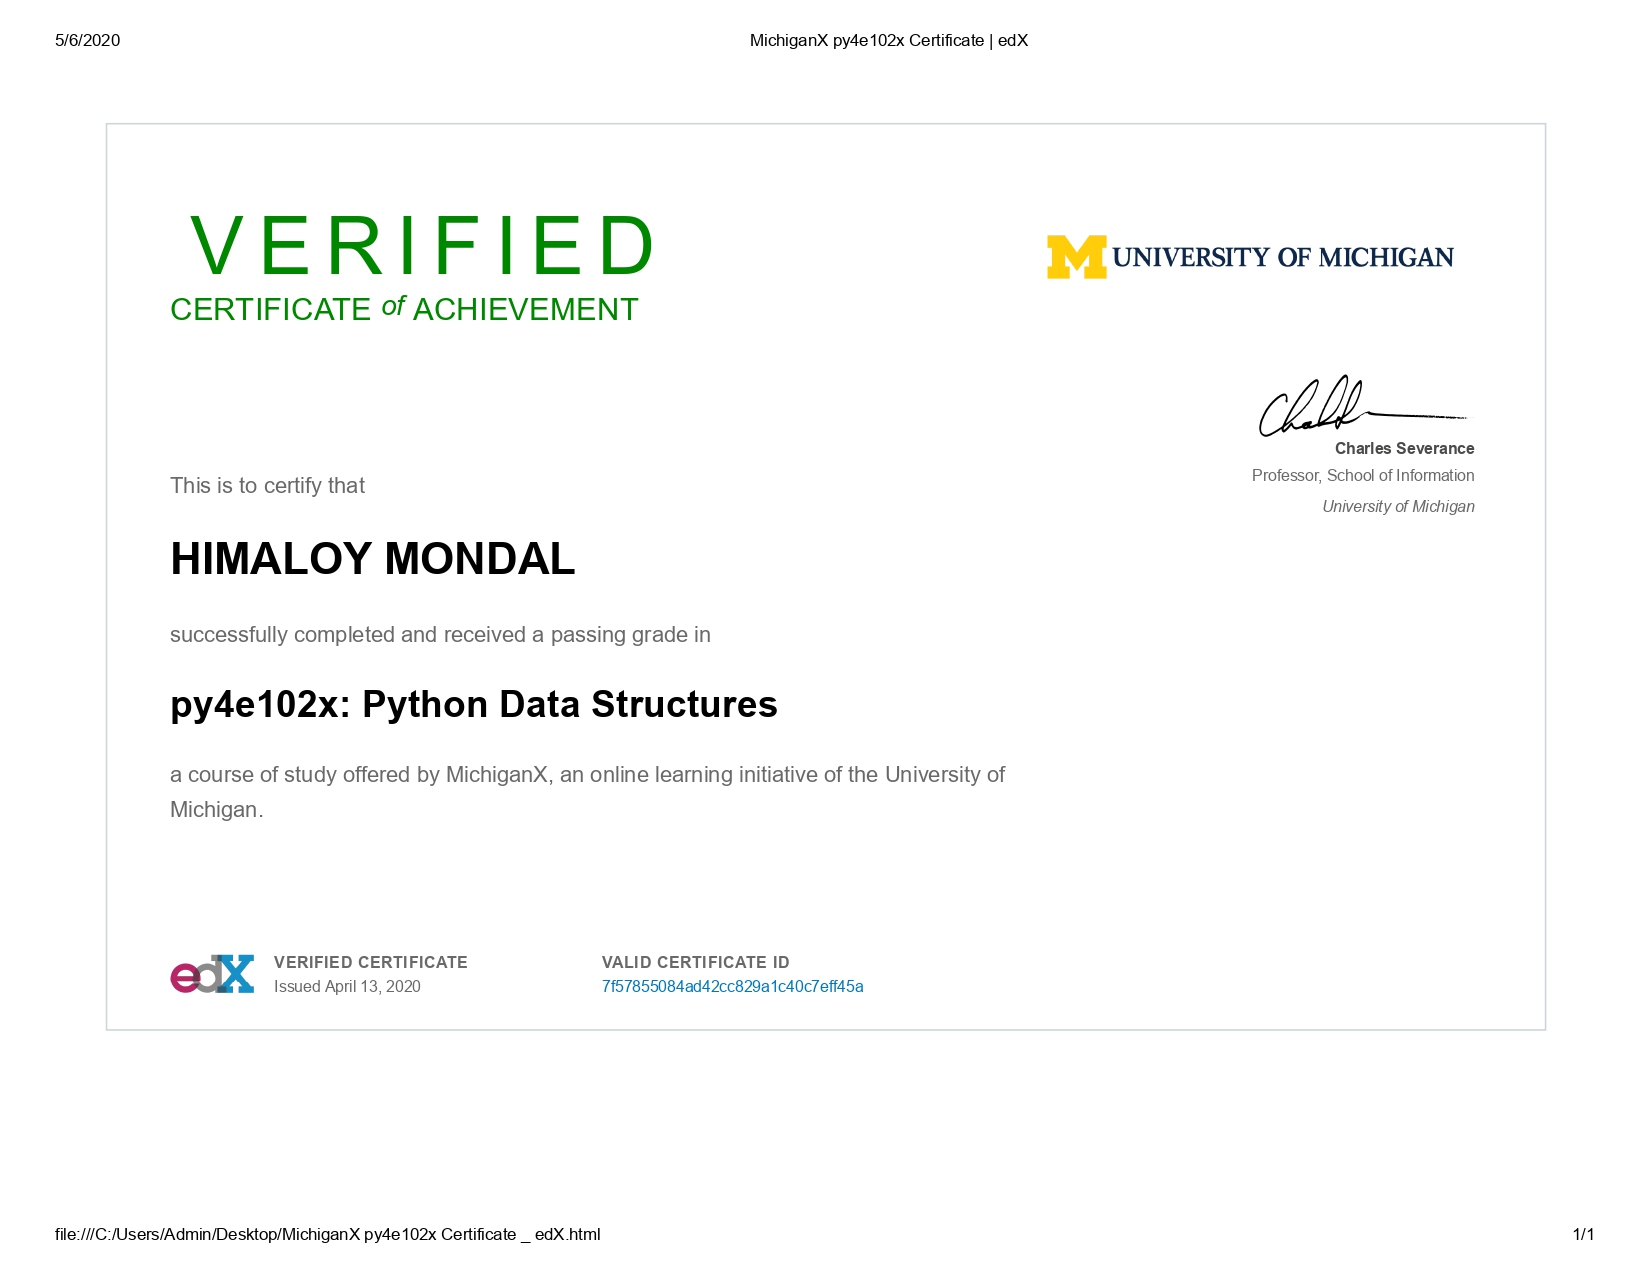 5/6/2020 MichiganX py4e102x Certificate | edX
VERIFIED
CERTIFICATE of ACHIEVEMENT
UNIVERSITY OF MICHIGAN
Charles Severance
Professor, School of Information
University of Michigan
This is to certify that
HIMALOY MONDAL
successfully completed and received a passing grade in
py4e102x: Python Data Structures
a course of study offered by MichiganX, an online learning initiative of the University of
Michigan.
edX
VERIFIED CERTIFICATE
Issued April 13, 2020
VALID CERTIFICATE ID
7f57855084ad42cc829a1c40c7eff45a
file:///C:/Users/Admin/Desktop/MichiganX py4e102x Certificate _ edX.html 1/1